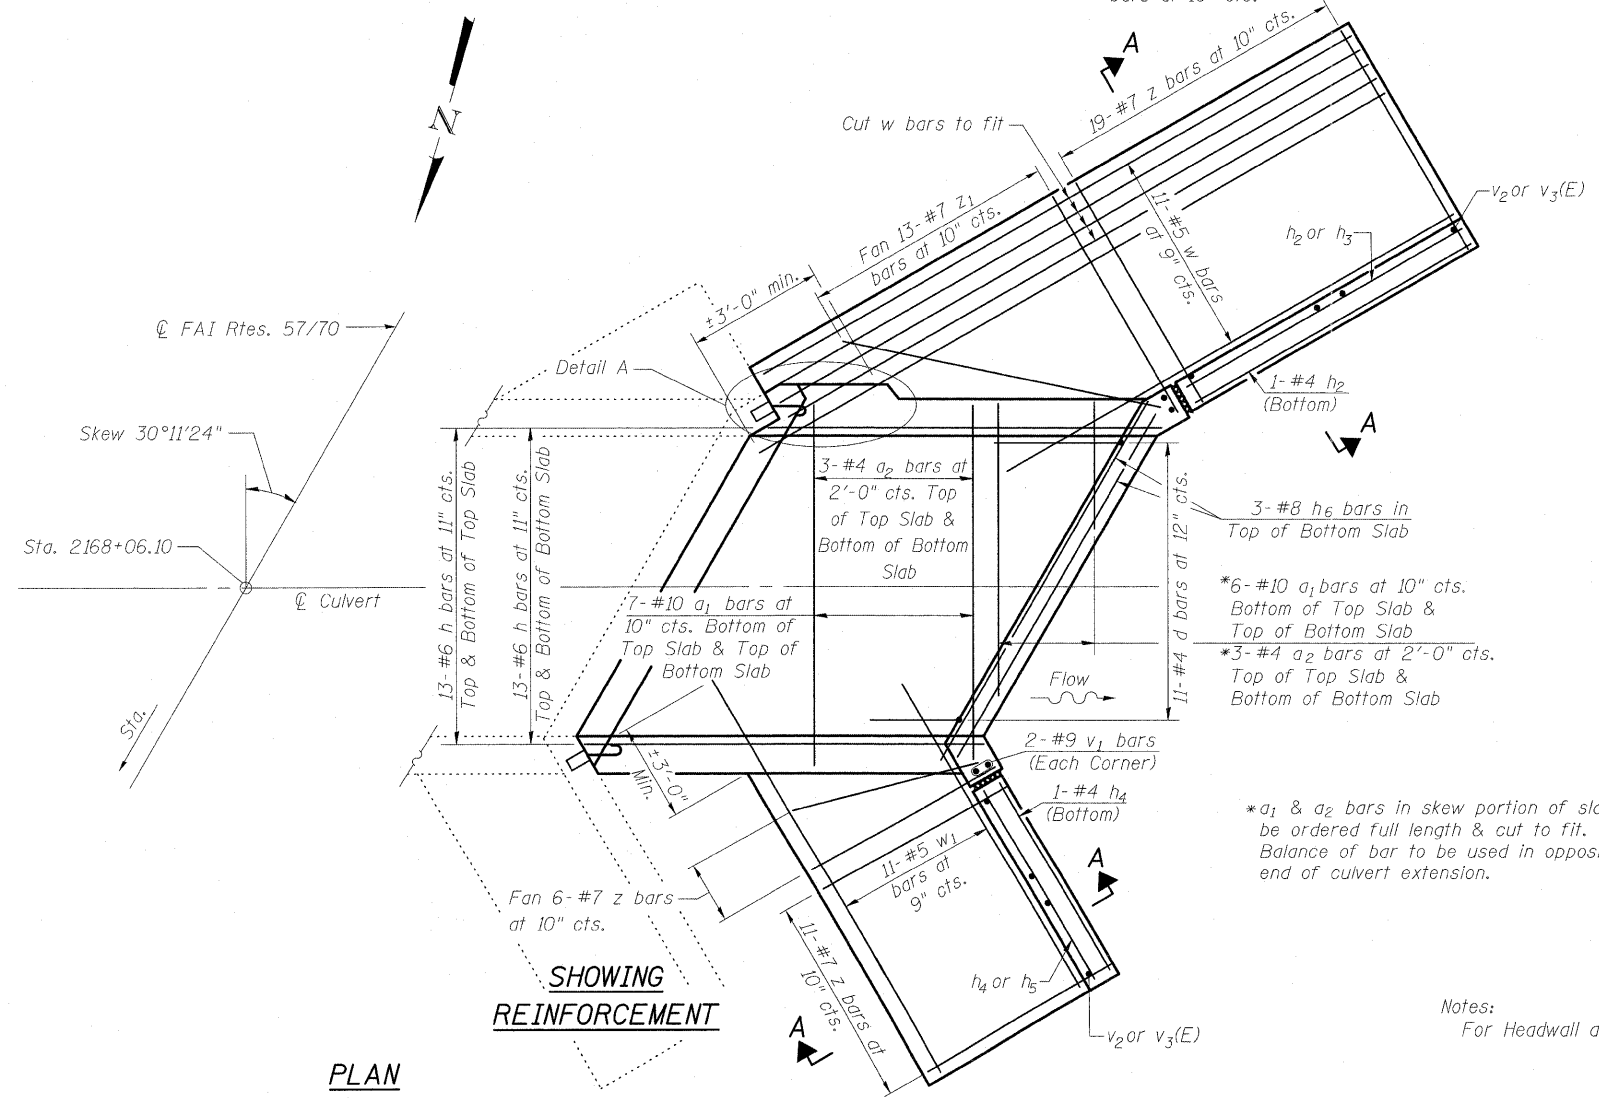 A
19-#7 z bars at 10" cts.
N
Cut w bars to fit
v2 or v3(E)
11-#5 w bars
at 9" cts.
h2 or h3
Fan 13-#7 z1
bars at 10" cts.
±3'-0" min.
℄ FAI Rtes. 57/70
Detail A
1-#4 h2
(Bottom)
A
Skew 30°11'24"
13-#6 h bars at 11" cts.
Top & Bottom of Top Slab
13-#6 h bars at 11" cts.
Top & Bottom of Bottom Slab
3-#4 a2 bars at
2'-0" cts. Top
of Top Slab &
Bottom of Bottom
Slab
11-#4 d bars at 12" cts.
3-#8 h6 bars in
Top of Bottom Slab
Sta. 2168+06.10
℄ Culvert
7-#10 a1 bars at
10" cts. Bottom of
Top Slab & Top of
Bottom Slab
*6-#10 a1 bars at 10" cts.
Bottom of Top Slab &
Top of Bottom Slab
*3-#4 a2 bars at 2'-0" cts.
Top of Top Slab &
Bottom of Bottom Slab
Flow
Sta.
±3'-0"
Min.
2-#9 v1 bars
(Each Corner)
1-#4 h4
(Bottom)
*a1 & a2 bars in skew portion of
be ordered full length & cut to fit.
Balance of bar to be used in
end of culvert extension.
11-#5 w1
bars at
9" cts.
A
Fan 6-#7 z bars
at 10" cts.
11-#7 z bars at
10" cts.
h4 or h5
SHOWING
REINFORCEMENT
A
v2 or v3(E)
Notes:
For Headwall
PLAN